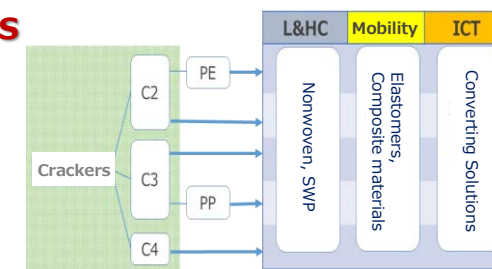 s
L&HC
Mobility
ICT
Crackers
C2
C3
C4
PE
PP
Nonwoven, SWP
Elastomers,
Composite materials
Converting Solutions